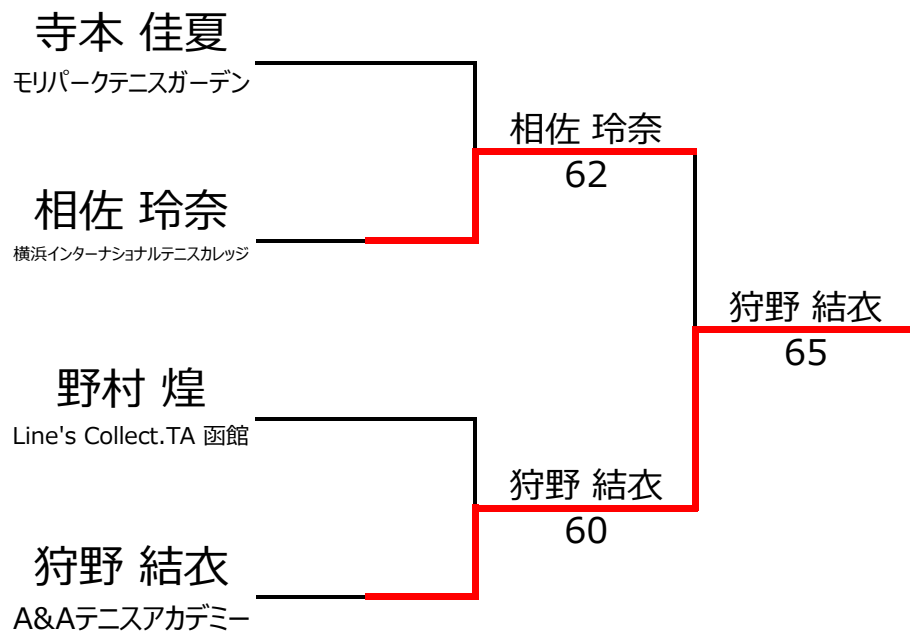 寺本 佳夏
モリパークテニスガーデン
相佐 玲奈
62
相佐 玲奈
横浜インターナショナルテニスカレッジ
狩野 結衣
65
野村 煌
Line's Collect.TA 函館
狩野 結衣
60
狩野 結衣
A&Aテニスアカデミー